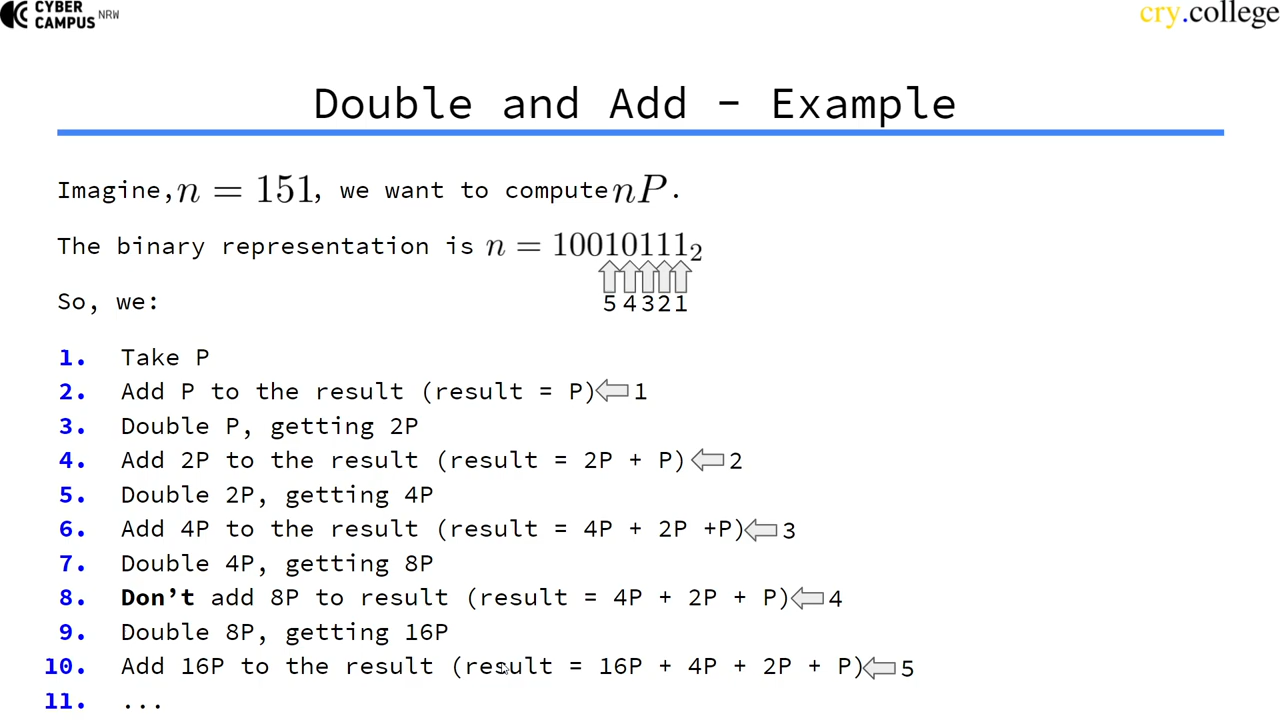 CYBER CAMPUS NRW
cry.college
Double and Add - Example
Imagine, n = 151, we want to compute nP.
The binary representation is n = 10010111₂
5 4 3 2 1
So, we:
1. Take P
2. Add P to the result (result = P) 1
3. Double P, getting 2P
4. Add 2P to the result (result = 2P + P) 2
5. Double 2P, getting 4P
6. Add 4P to the result (result = 4P + 2P +P) 3
7. Double 4P, getting 8P
8. Don't add 8P to result (result = 4P + 2P + P) 4
9. Double 8P, getting 16P
10. Add 16P to the result (result = 16P + 4P + 2P + P) 5
11. ...